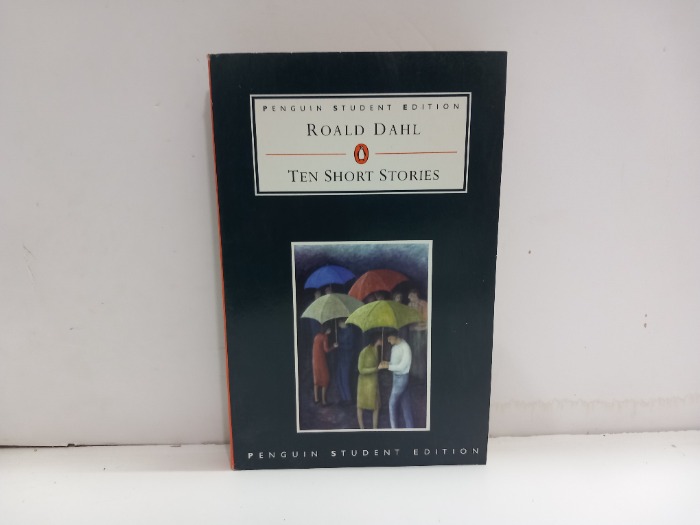 PENGUIN STUDENT EDITION
ROALD DAHL
TEN SHORT STORIES
PENGUIN STUDENT EDITION